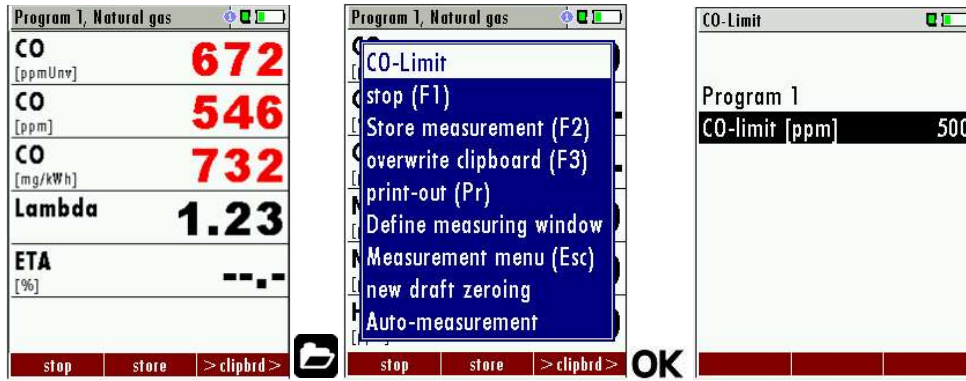 Program 1, Natural gas
CO
[ppmUnv]
672
CO
[ppm]
546
CO
[mg/kWh]
732
Lambda
1.23
ETA
[%]
--.-
stop store >clipbrd>
Program 1, Natural gas
CO-Limit
stop (F1)
Store measurement (F2)
overwrite clipboard (F3)
print-out (Pr)
Define measuring window
Measurement menu (Esc)
new draft zeroing
Auto-measurement
stop store >clipbrd>
OK
CO-Limit
Program 1
CO-limit [ppm] 500